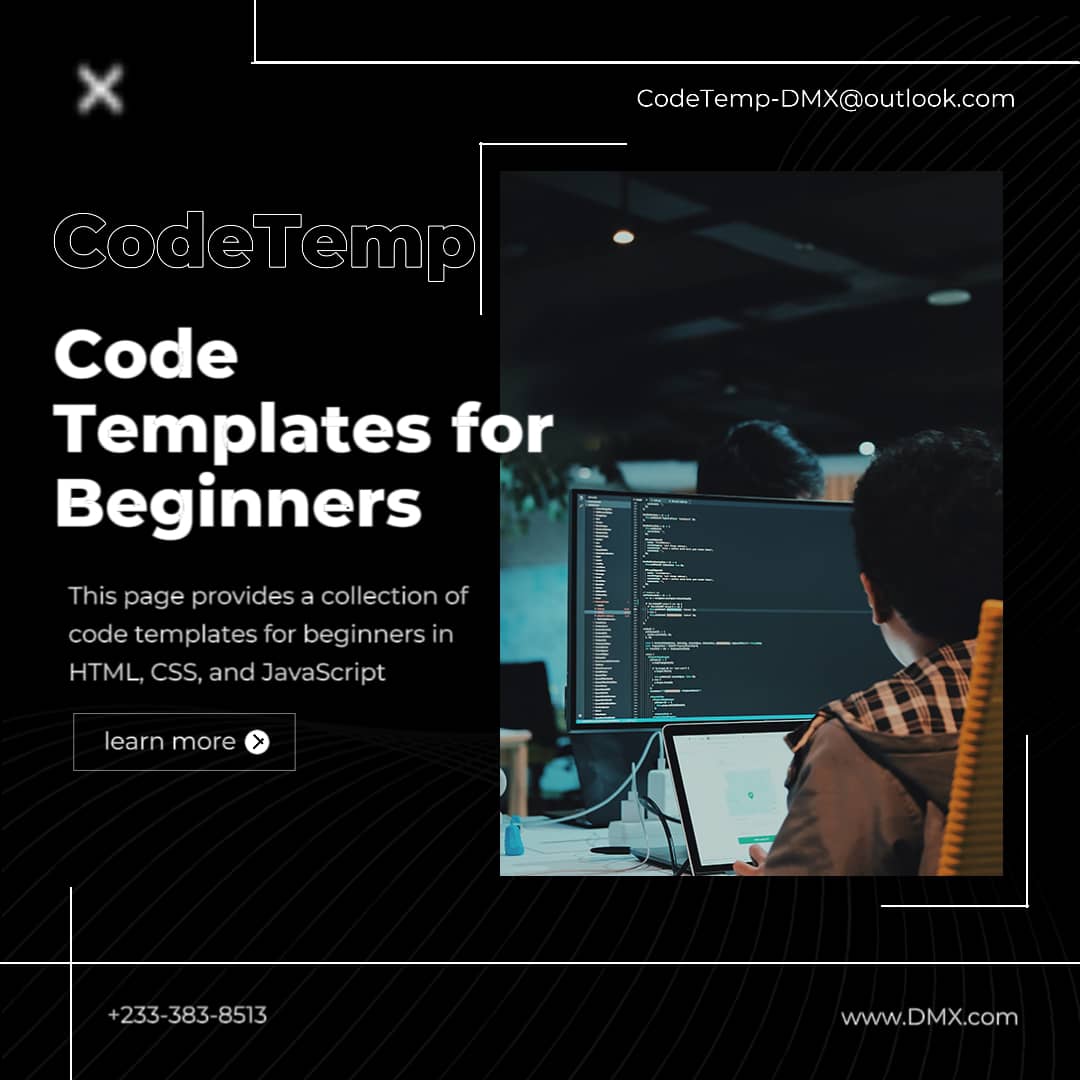 CodeTemp-DMX@outlook.com
CodeTemp
Code
Templates for
Beginners
This page provides a collection of
code templates for beginners in
HTML, CSS, and JavaScript
learn more
+233-383-8513
www.DMX.com